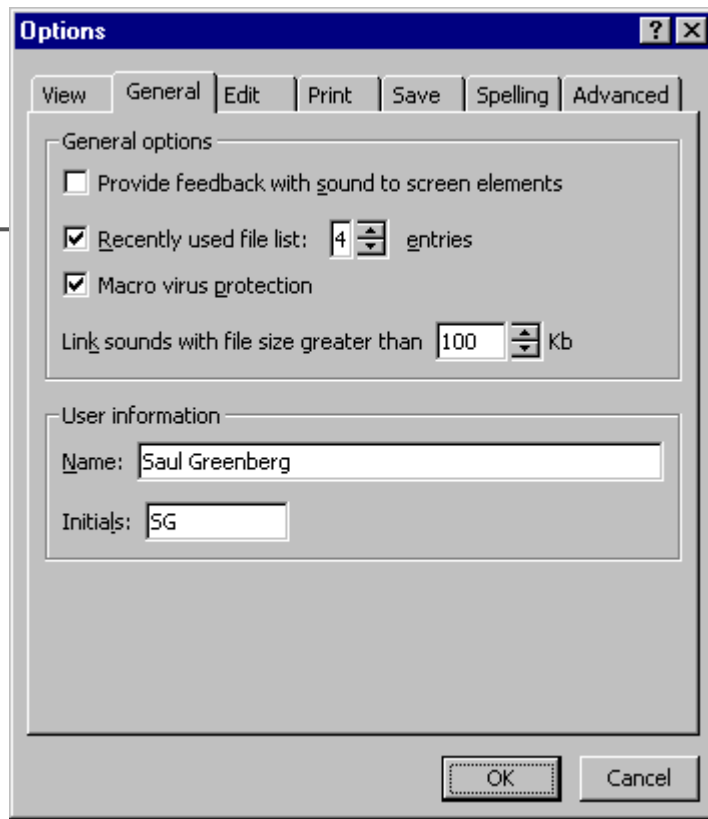 Options
View General Edit Print Save Spelling Advanced
General options
Provide feedback with sound to screen elements
Recently used file list: 4 entries
Macro virus protection
Link sounds with file size greater than 100 Kb
User information
Name: Saul Greenberg
Initials: SG
OK Cancel